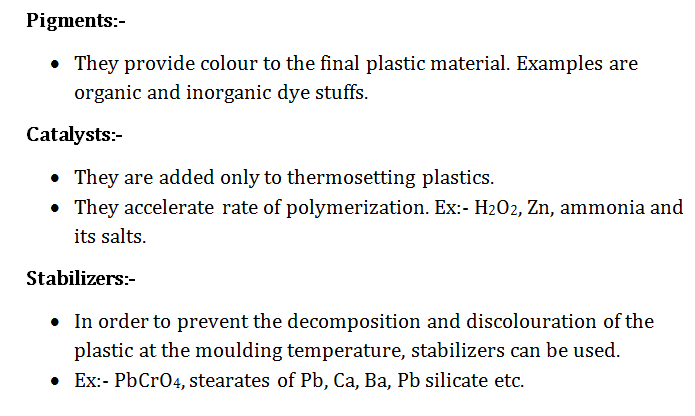 Pigments:-
• They provide colour to the final plastic material. Examples are
organic and inorganic dye stuffs.
Catalysts:-
• They are added only to thermosetting plastics.
• They accelerate rate of polymerization. Ex:- H2O2, Zn, ammonia and
its salts.
Stabilizers:-
• In order to prevent the decomposition and discolouration of the
plastic at the moulding temperature, stabilizers can be used.
• Ex:- PbCrO4, stearates of Pb, Ca, Ba, Pb silicate etc.